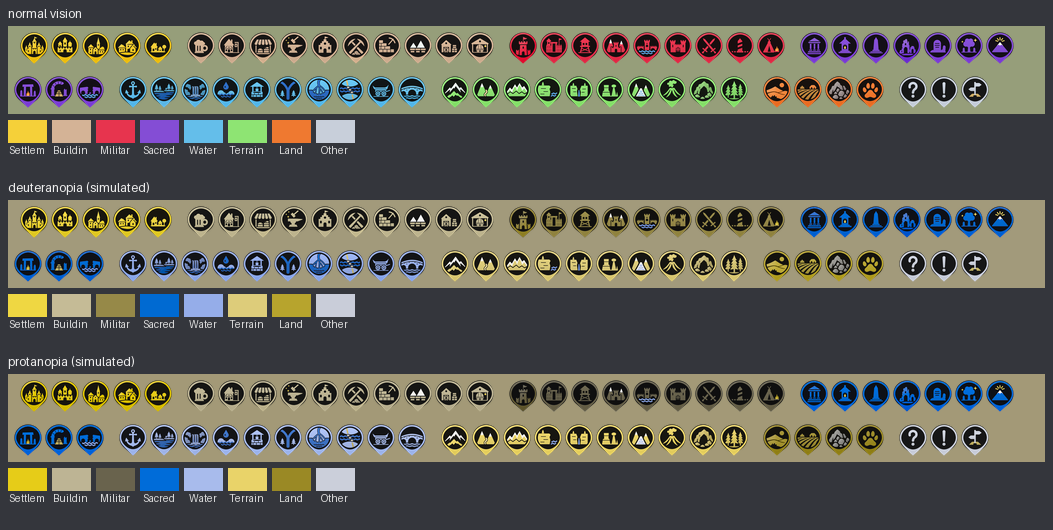 normal vision
Settlem Buildin Militar Sacred Water Terrain Land Other
deuteranopia (simulated)
Settlem Buildin Militar Sacred Water Terrain Land Other
protanopia (simulated)
Settlem Buildin Militar Sacred Water Terrain Land Other